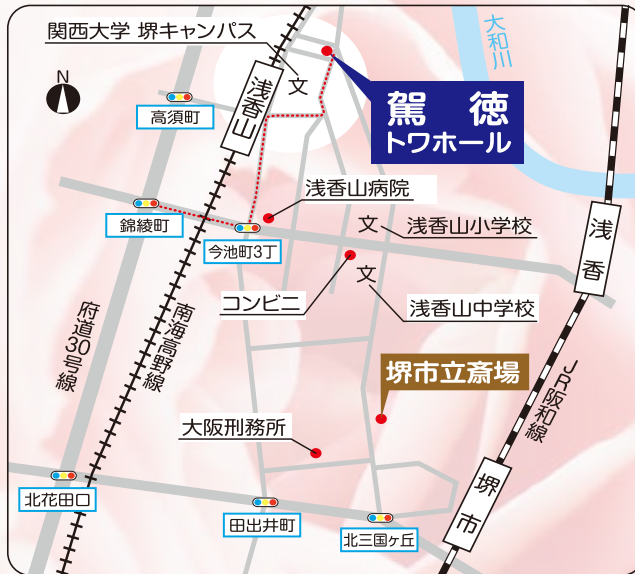 関西大学 堺キャンパス
大和川
N
浅香山
駕 徳
トワホール
高須町
文
浅香山病院
錦綾町
今池町3丁
文
浅香山小学校
浅香
コンビニ
文
浅香山中学校
府道30号線
南海高野線
堺市立斎場
JR阪和線
大阪刑務所
北花田口
田出井町
北三国ヶ丘
堺市